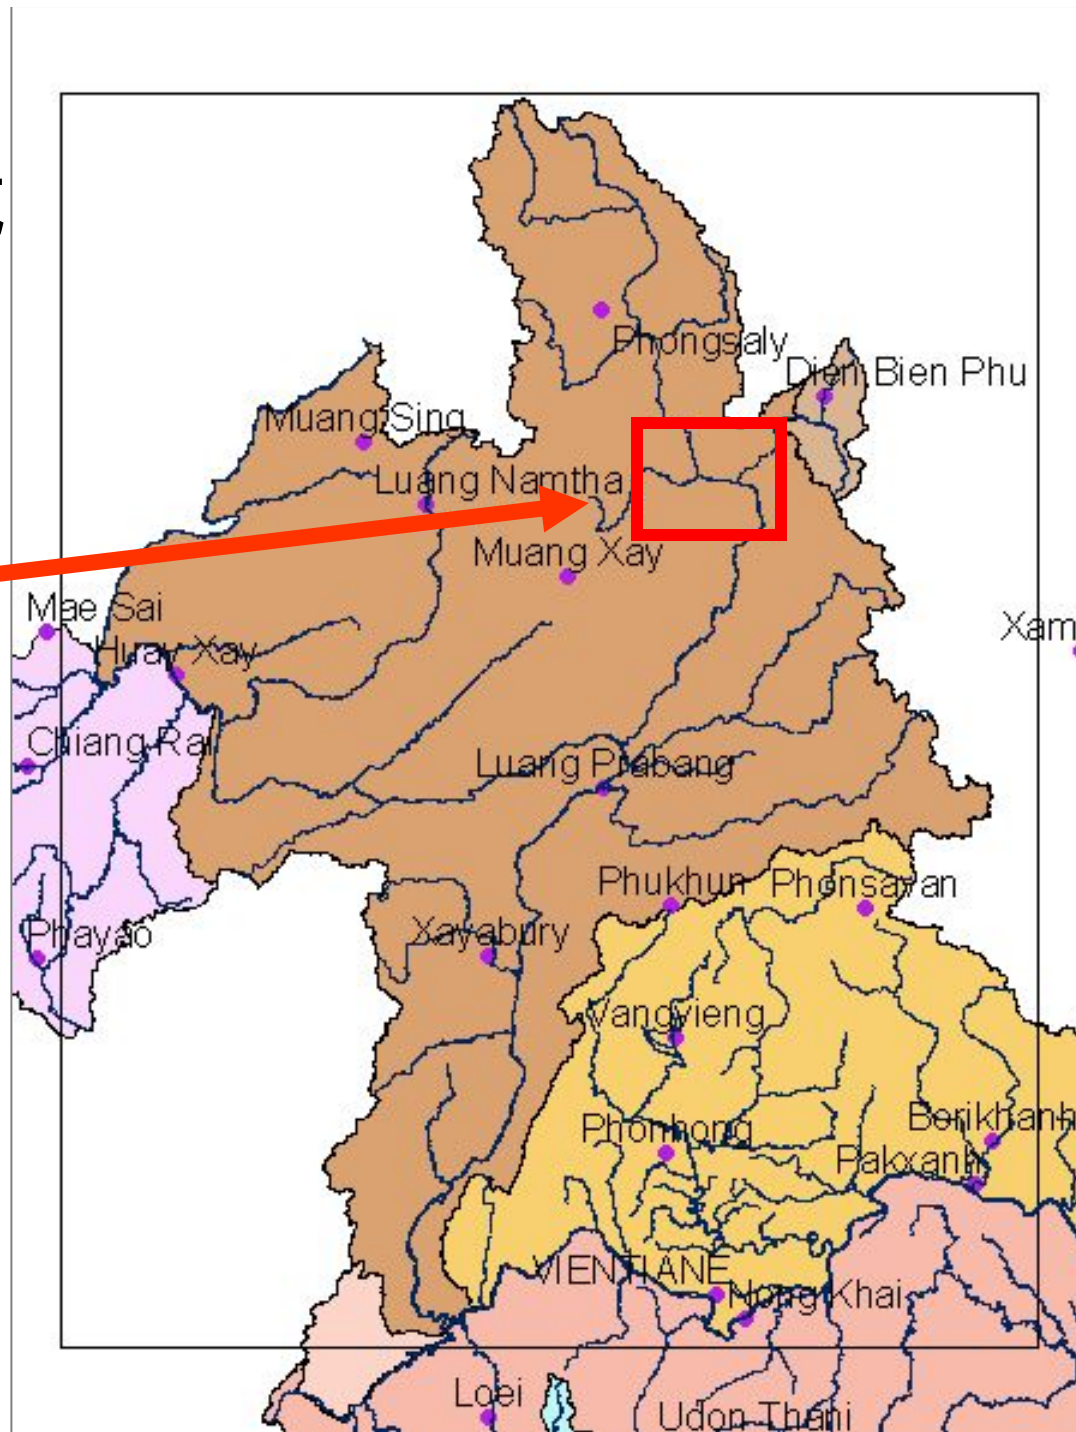 Phongsaly
Dien Bien Phu
Muang Sing
Luang Namtha
Muang Xay
Mae Sai
Xam
Huay Xay
Chiang Rai
Luang Prabang
Phukhun
Phonsavan
Phayao
Xayabury
Vangvieng
Phonhong
Borikhanh
Pakxanh
VIENTIANE
Nong Khai
Loei
Udon Thani